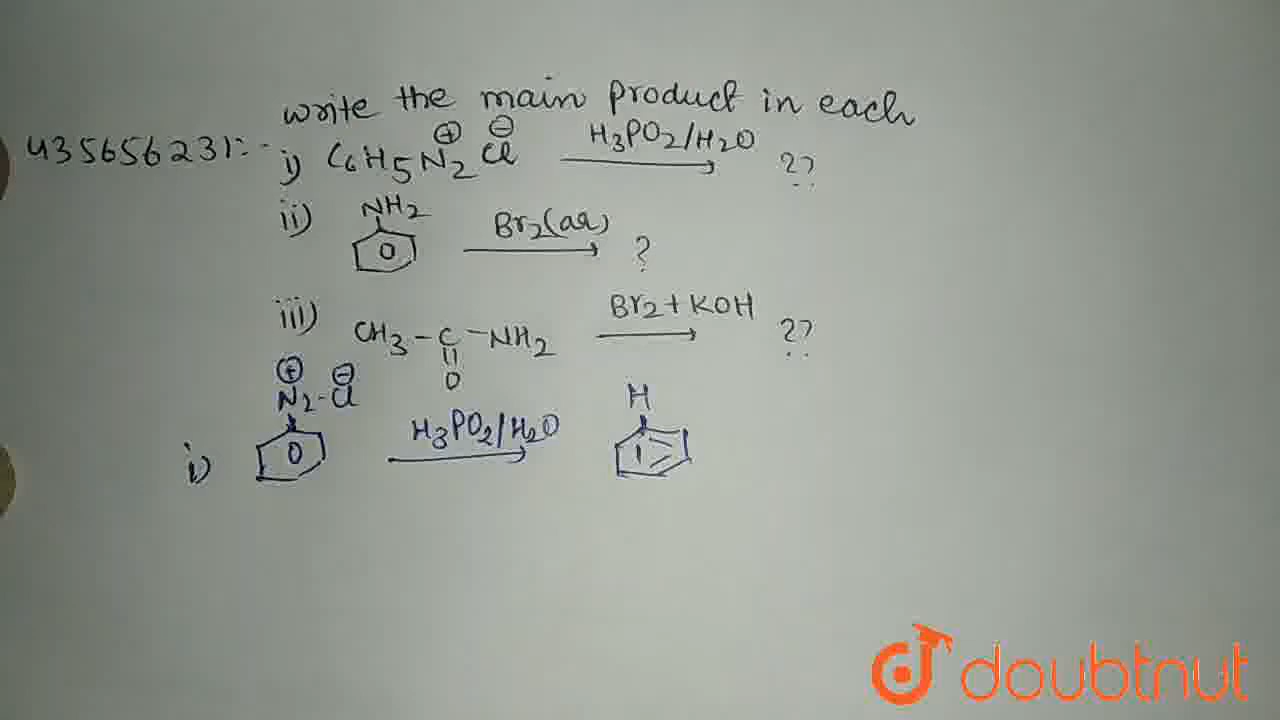 write the main product in each
435656231:-
i) C6H5N2⊕ Cl⊖ H3PO2/H2O ??
ii) NH2 Br2(aq) ?
iii) CH3-C-NH2 Br2+KOH ??
O
⊕ ⊖
N2-Cl H
i) H3PO2/H2O
doubtnut